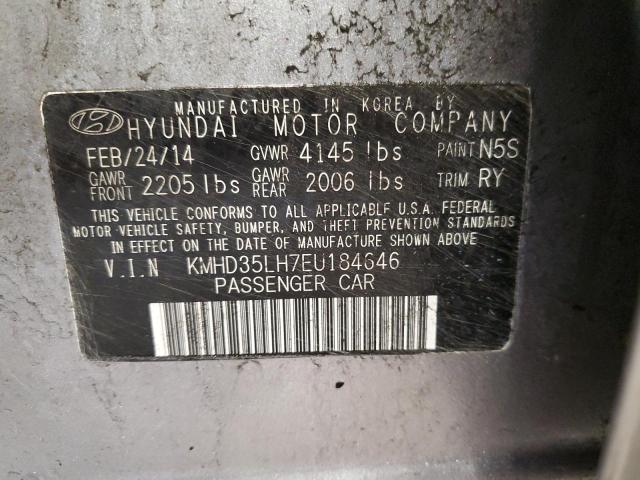 MANUFACTURED IN KOREA BY
HYUNDAI MOTOR COMPANY
FEB/24/14 GVWR 4145 lbs PAINT N5S
GAWR FRONT 2205 lbs GAWR REAR 2006 lbs TRIM RY
THIS VEHICLE CONFORMS TO ALL APPLICABLE U.S.A. FEDERAL
MOTOR-VEHICLE SAFETY, BUMPER, AND THEFT PREVENTION STANDARDS
IN EFFECT ON THE DATE OF MANUFACTURE SHOWN ABOVE.
V.I.N KMHD35LH7EU184646
PASSENGER CAR